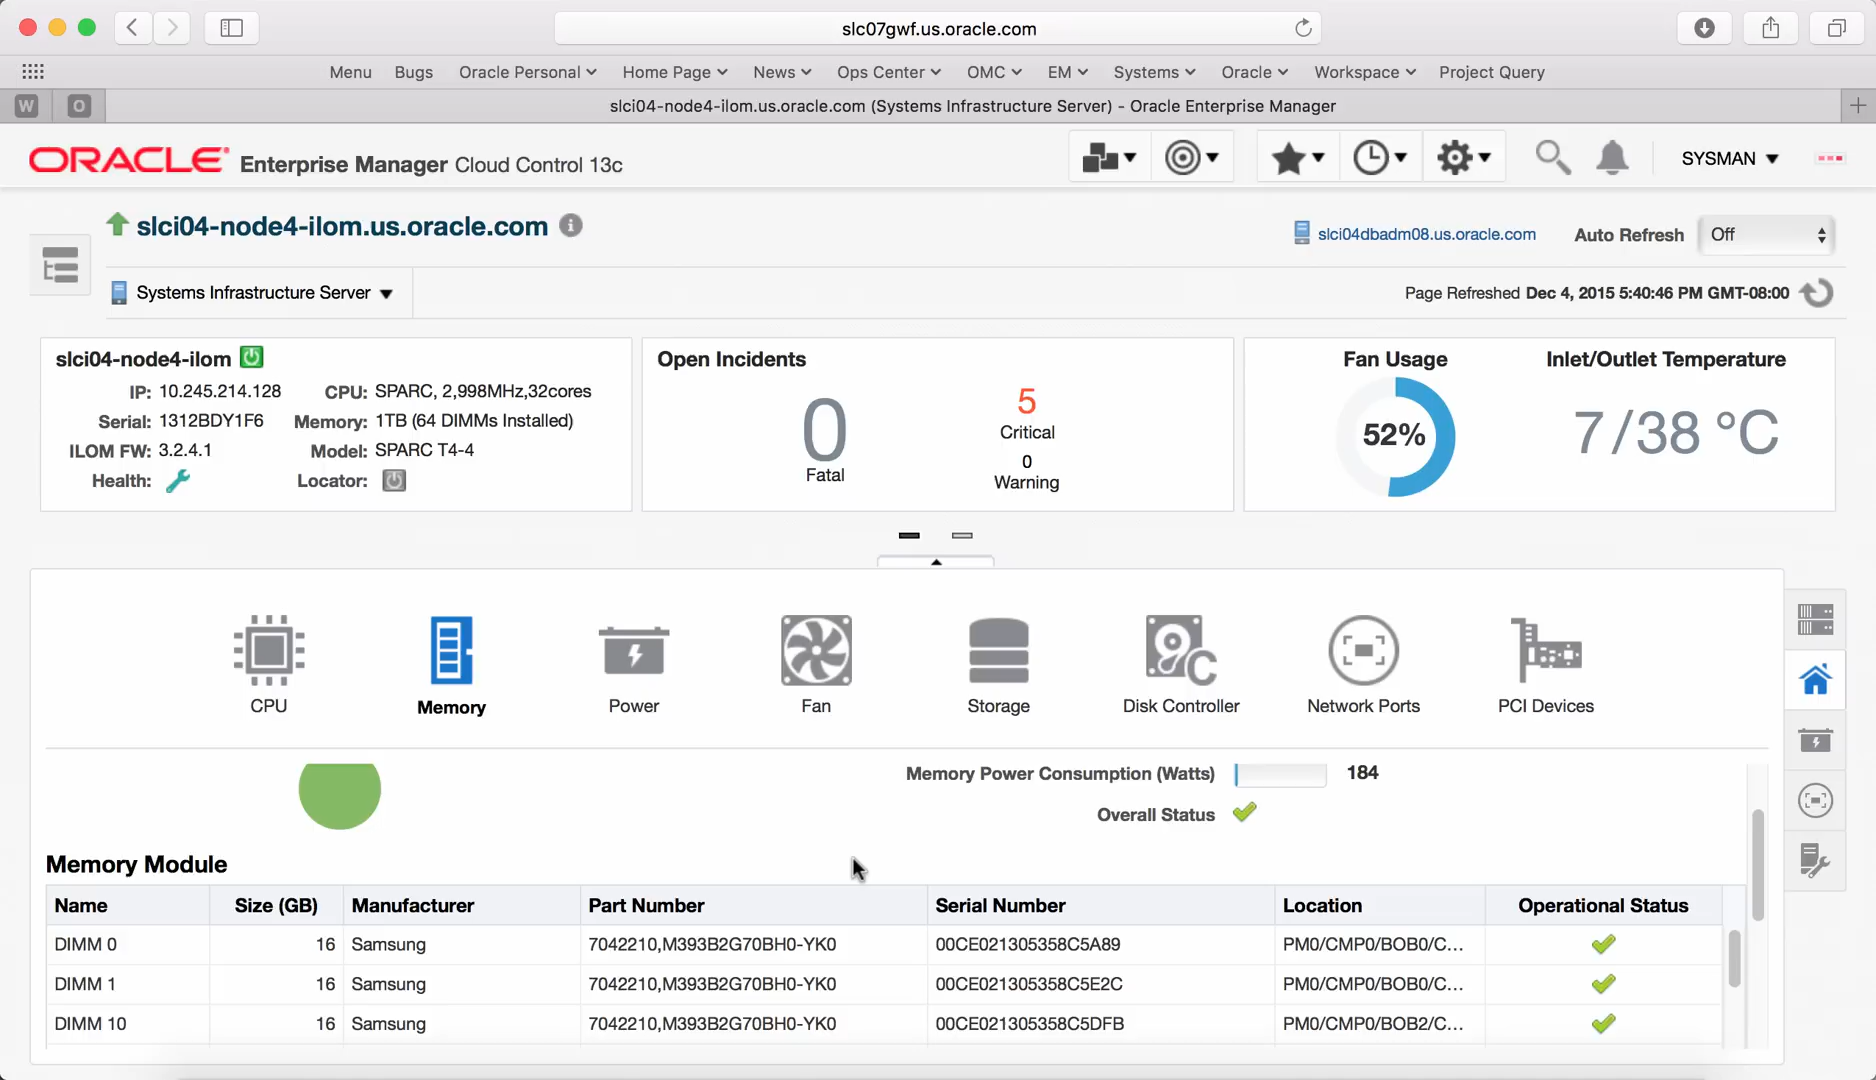 slc07gwf.us.oracle.com
Menu Bugs Oracle Personal Home Page News Ops Center OMC EM Systems Oracle Workspace Project Query
W O slci04-node4-ilom.us.oracle.com (Systems Infrastructure Server) - Oracle Enterprise Manager
ORACLE Enterprise Manager Cloud Control 13c SYSMAN
slci04-node4-ilom.us.oracle.com slci04dbadm08.us.oracle.com Auto Refresh Off
Systems Infrastructure Server Page Refreshed Dec 4, 2015 5:40:46 PM GMT-08:00
slci04-node4-ilom
IP: 10.245.214.128 CPU: SPARC, 2,998MHz,32cores
Serial: 1312BDY1F6 Memory: 1TB (64 DIMMs Installed)
ILOM FW: 3.2.4.1 Model: SPARC T4-4
Health: Locator:
Open Incidents
0
Fatal
5
Critical
0
Warning
Fan Usage
52%
Inlet/Outlet Temperature
7/38 °C
CPU Memory Power Fan Storage Disk Controller Network Ports PCI Devices
Memory Power Consumption (Watts) 184
Overall Status
Memory Module
Name Size (GB) Manufacturer Part Number Serial Number Location Operational Status
DIMM 0 16 Samsung 7042210,M393B2G70BH0-YK0 00CE021305358C5A89 PM0/CMP0/BOB0/C...
DIMM 1 16 Samsung 7042210,M393B2G70BH0-YK0 00CE021305358C5E2C PM0/CMP0/BOB0/C...
DIMM 10 16 Samsung 7042210,M393B2G70BH0-YK0 00CE021305358C5DFB PM0/CMP0/BOB2/C...